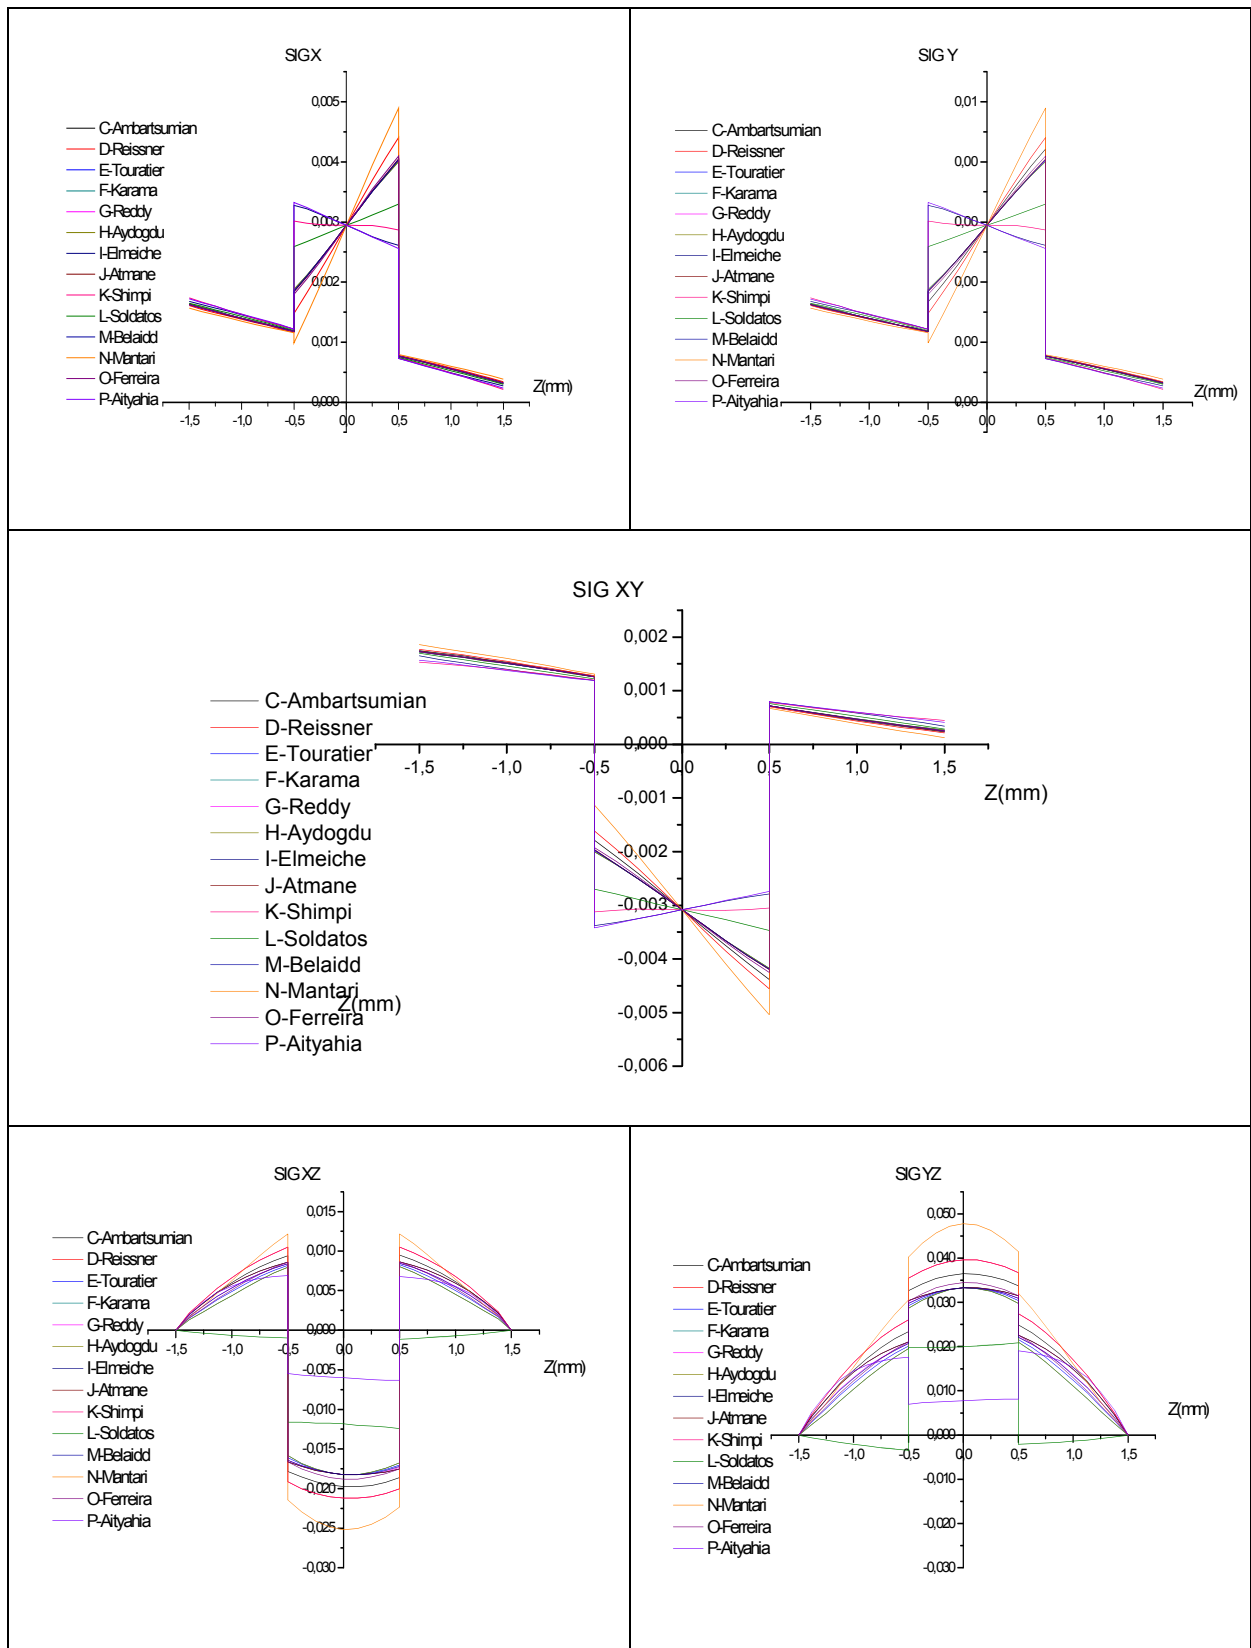 SIG X
0,005
0,004
0,003
0,002
0,001
0,000
C-Ambartsumian
D-Reissner
E-Touratier
F-Karama
G-Reddy
H-Aydogdu
I-Elmeiche
J-Atmane
K-Shimpi
L-Soldatos
M-Belaidd
N-Mantari
O-Ferreira
P-Aityahia
Z(mm)
-1,5 -1,0 -0,5 0,0 0,5 1,0 1,5
SIG Y
0,01
0,00
0,00
0,00
0,00
0,00
C-Ambartsumian
D-Reissner
E-Touratier
F-Karama
G-Reddy
H-Aydogdu
I-Elmeiche
J-Atmane
K-Shimpi
L-Soldatos
M-Belaidd
N-Mantari
O-Ferreira
P-Aityahia
Z(mm)
-1,5 -1,0 -0,5 0,0 0,5 1,0 1,5
SIG XY
0,002
0,001
0,000
-1,5 -1,0 -0,5 0,0 0,5 1,0 1,5
Z(mm)
-0,001
-0,002
-0,003
-0,004
-0,005
-0,006
C-Ambartsumian
D-Reissner
E-Touratier
F-Karama
G-Reddy
H-Aydogdu
I-Elmeiche
J-Atmane
K-Shimpi
L-Soldatos
M-Belaidd
N-Mantari
Z(mm)
O-Ferreira
P-Aityahia
SIG XZ
0,015
0,010
0,005
0,000
-1,5 -1,0 -0,5 0,0 0,5 1,0 1,5
Z(mm)
-0,005
-0,010
-0,015
-0,020
-0,025
-0,030
C-Ambartsumian
D-Reissner
E-Touratier
F-Karama
G-Reddy
H-Aydogdu
I-Elmeiche
J-Atmane
K-Shimpi
L-Soldatos
M-Belaidd
N-Mantari
O-Ferreira
P-Aityahia
SIG YZ
0,050
0,040
0,030
0,020
0,010
0,000
Z(mm)
-1,5 -1,0 -0,5 0,0 0,5 1,0 1,5
-0,010
-0,020
-0,030
C-Ambartsumian
D-Reissner
E-Touratier
F-Karama
G-Reddy
H-Aydogdu
I-Elmeiche
J-Atmane
K-Shimpi
L-Soldatos
M-Belaidd
N-Mantari
O-Ferreira
P-Aityahia